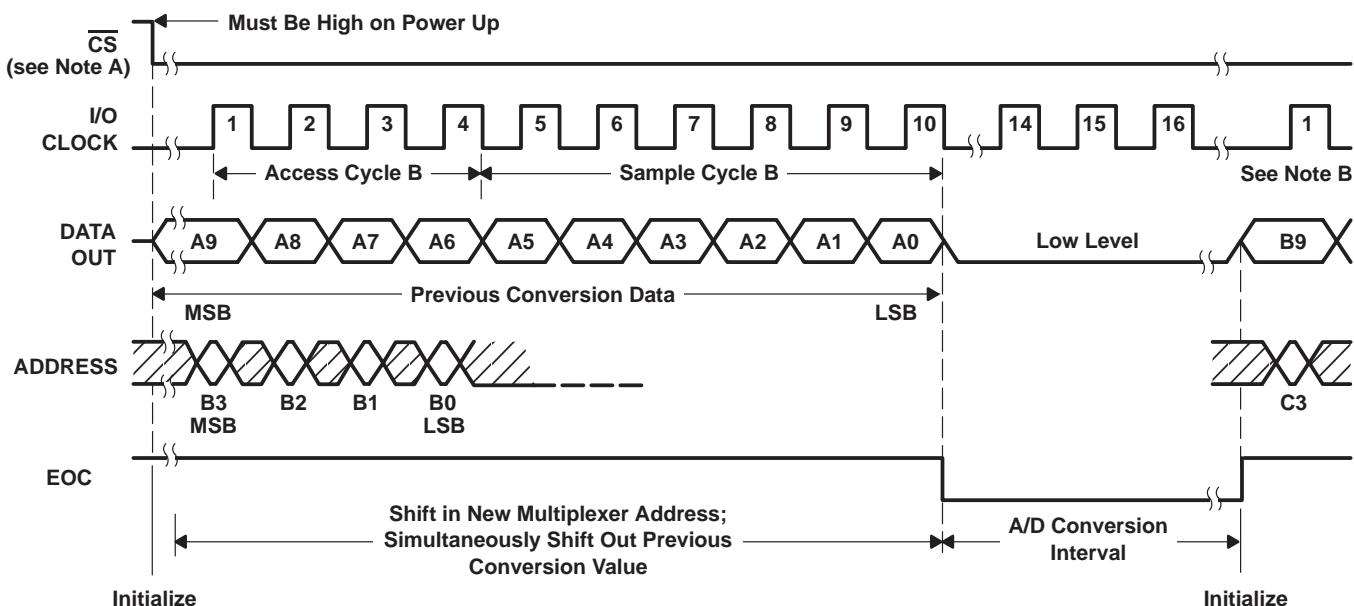 Must Be High on Power Up
CS
(see Note A)
I/O
CLOCK
1 2 3 4 5 6 7 8 9 10 14 15 16 1
Access Cycle B
Sample Cycle B
See Note B
DATA
OUT
A9 A8 A7 A6 A5 A4 A3 A2 A1 A0 Low Level B9
Previous Conversion Data
MSB LSB
ADDRESS
B3 B2 B1 B0 C3
MSB LSB
EOC
Shift in New Multiplexer Address;
Simultaneously Shift Out Previous
Conversion Value
A/D Conversion
Interval
Initialize Initialize